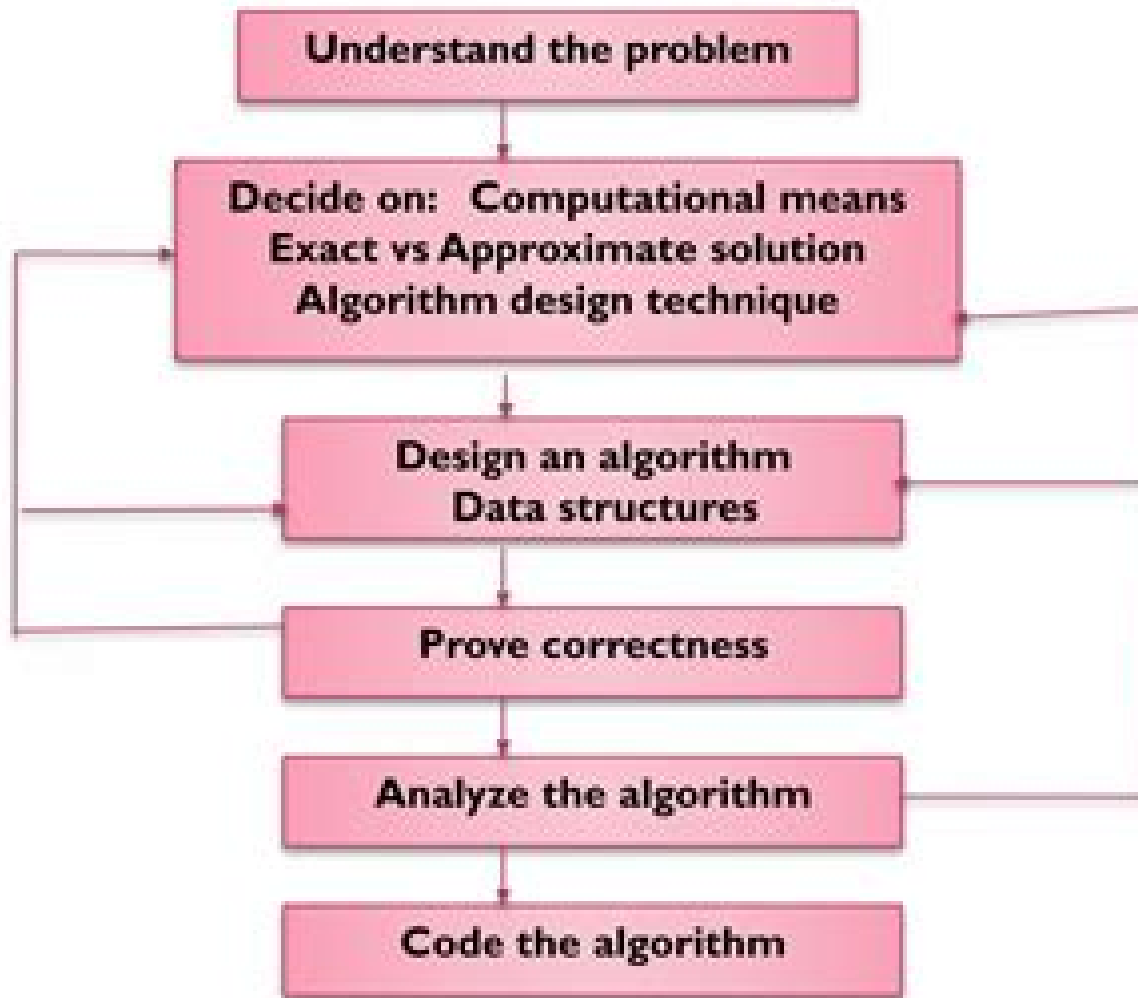 Understand the problem
Decide on: Computational means
Exact vs Approximate solution
Algorithm design technique
Design an algorithm
Data structures
Prove correctness
Analyze the algorithm
Code the algorithm